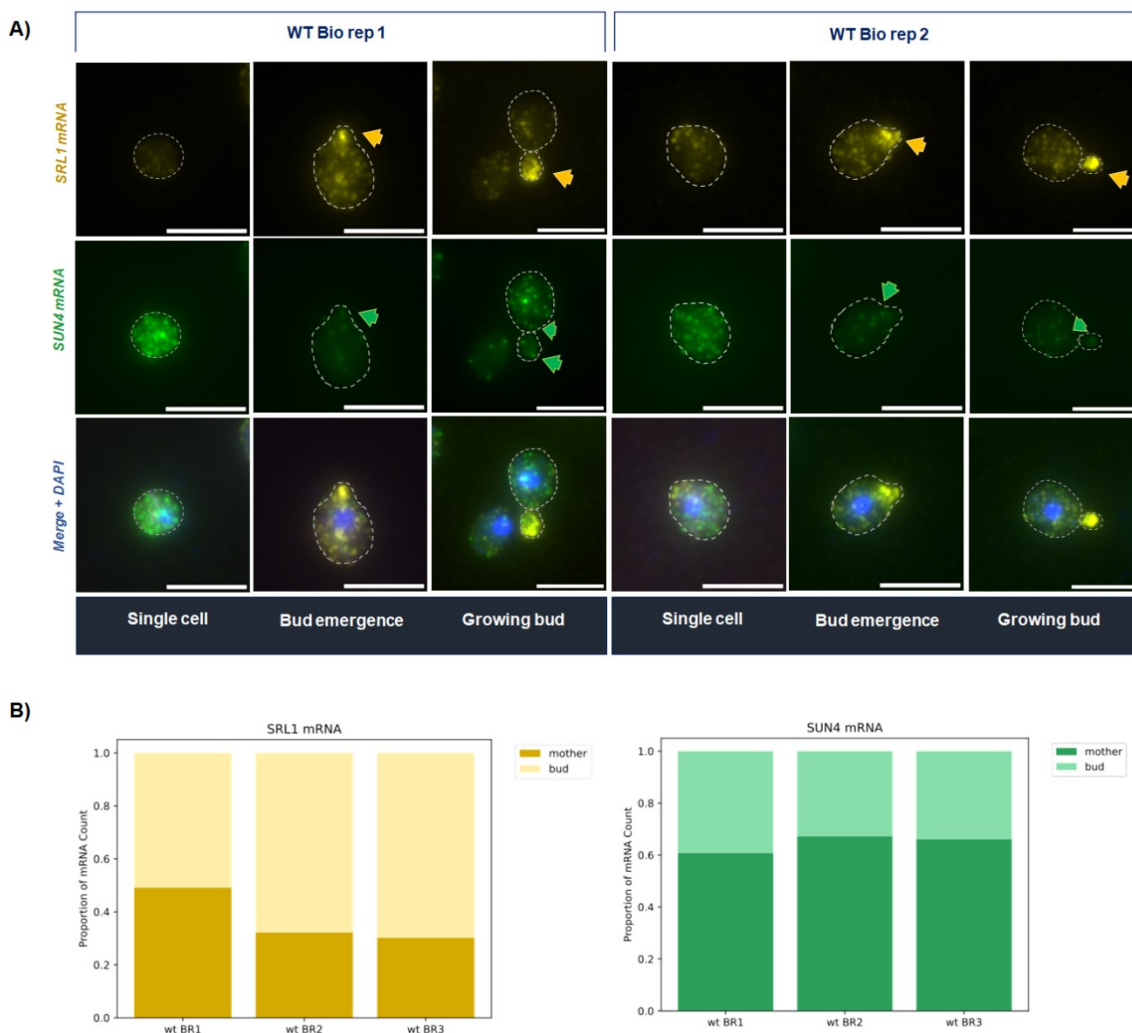 A)
WT Bio rep 1
WT Bio rep 2
SRL1 mRNA
SUN4 mRNA
Merge + DAPI
Single cell
Bud emergence
Growing bud
Single cell
Bud emergence
Growing bud
B)
SRL1 mRNA
Proportion of mRNA Count
1.0
0.8
0.6
0.4
0.2
0.0
wt BR1
wt BR2
wt BR3
mother
bud
SUN4 mRNA
Proportion of mRNA Count
1.0
0.8
0.6
0.4
0.2
0.0
wt BR1
wt BR2
wt BR3
mother
bud